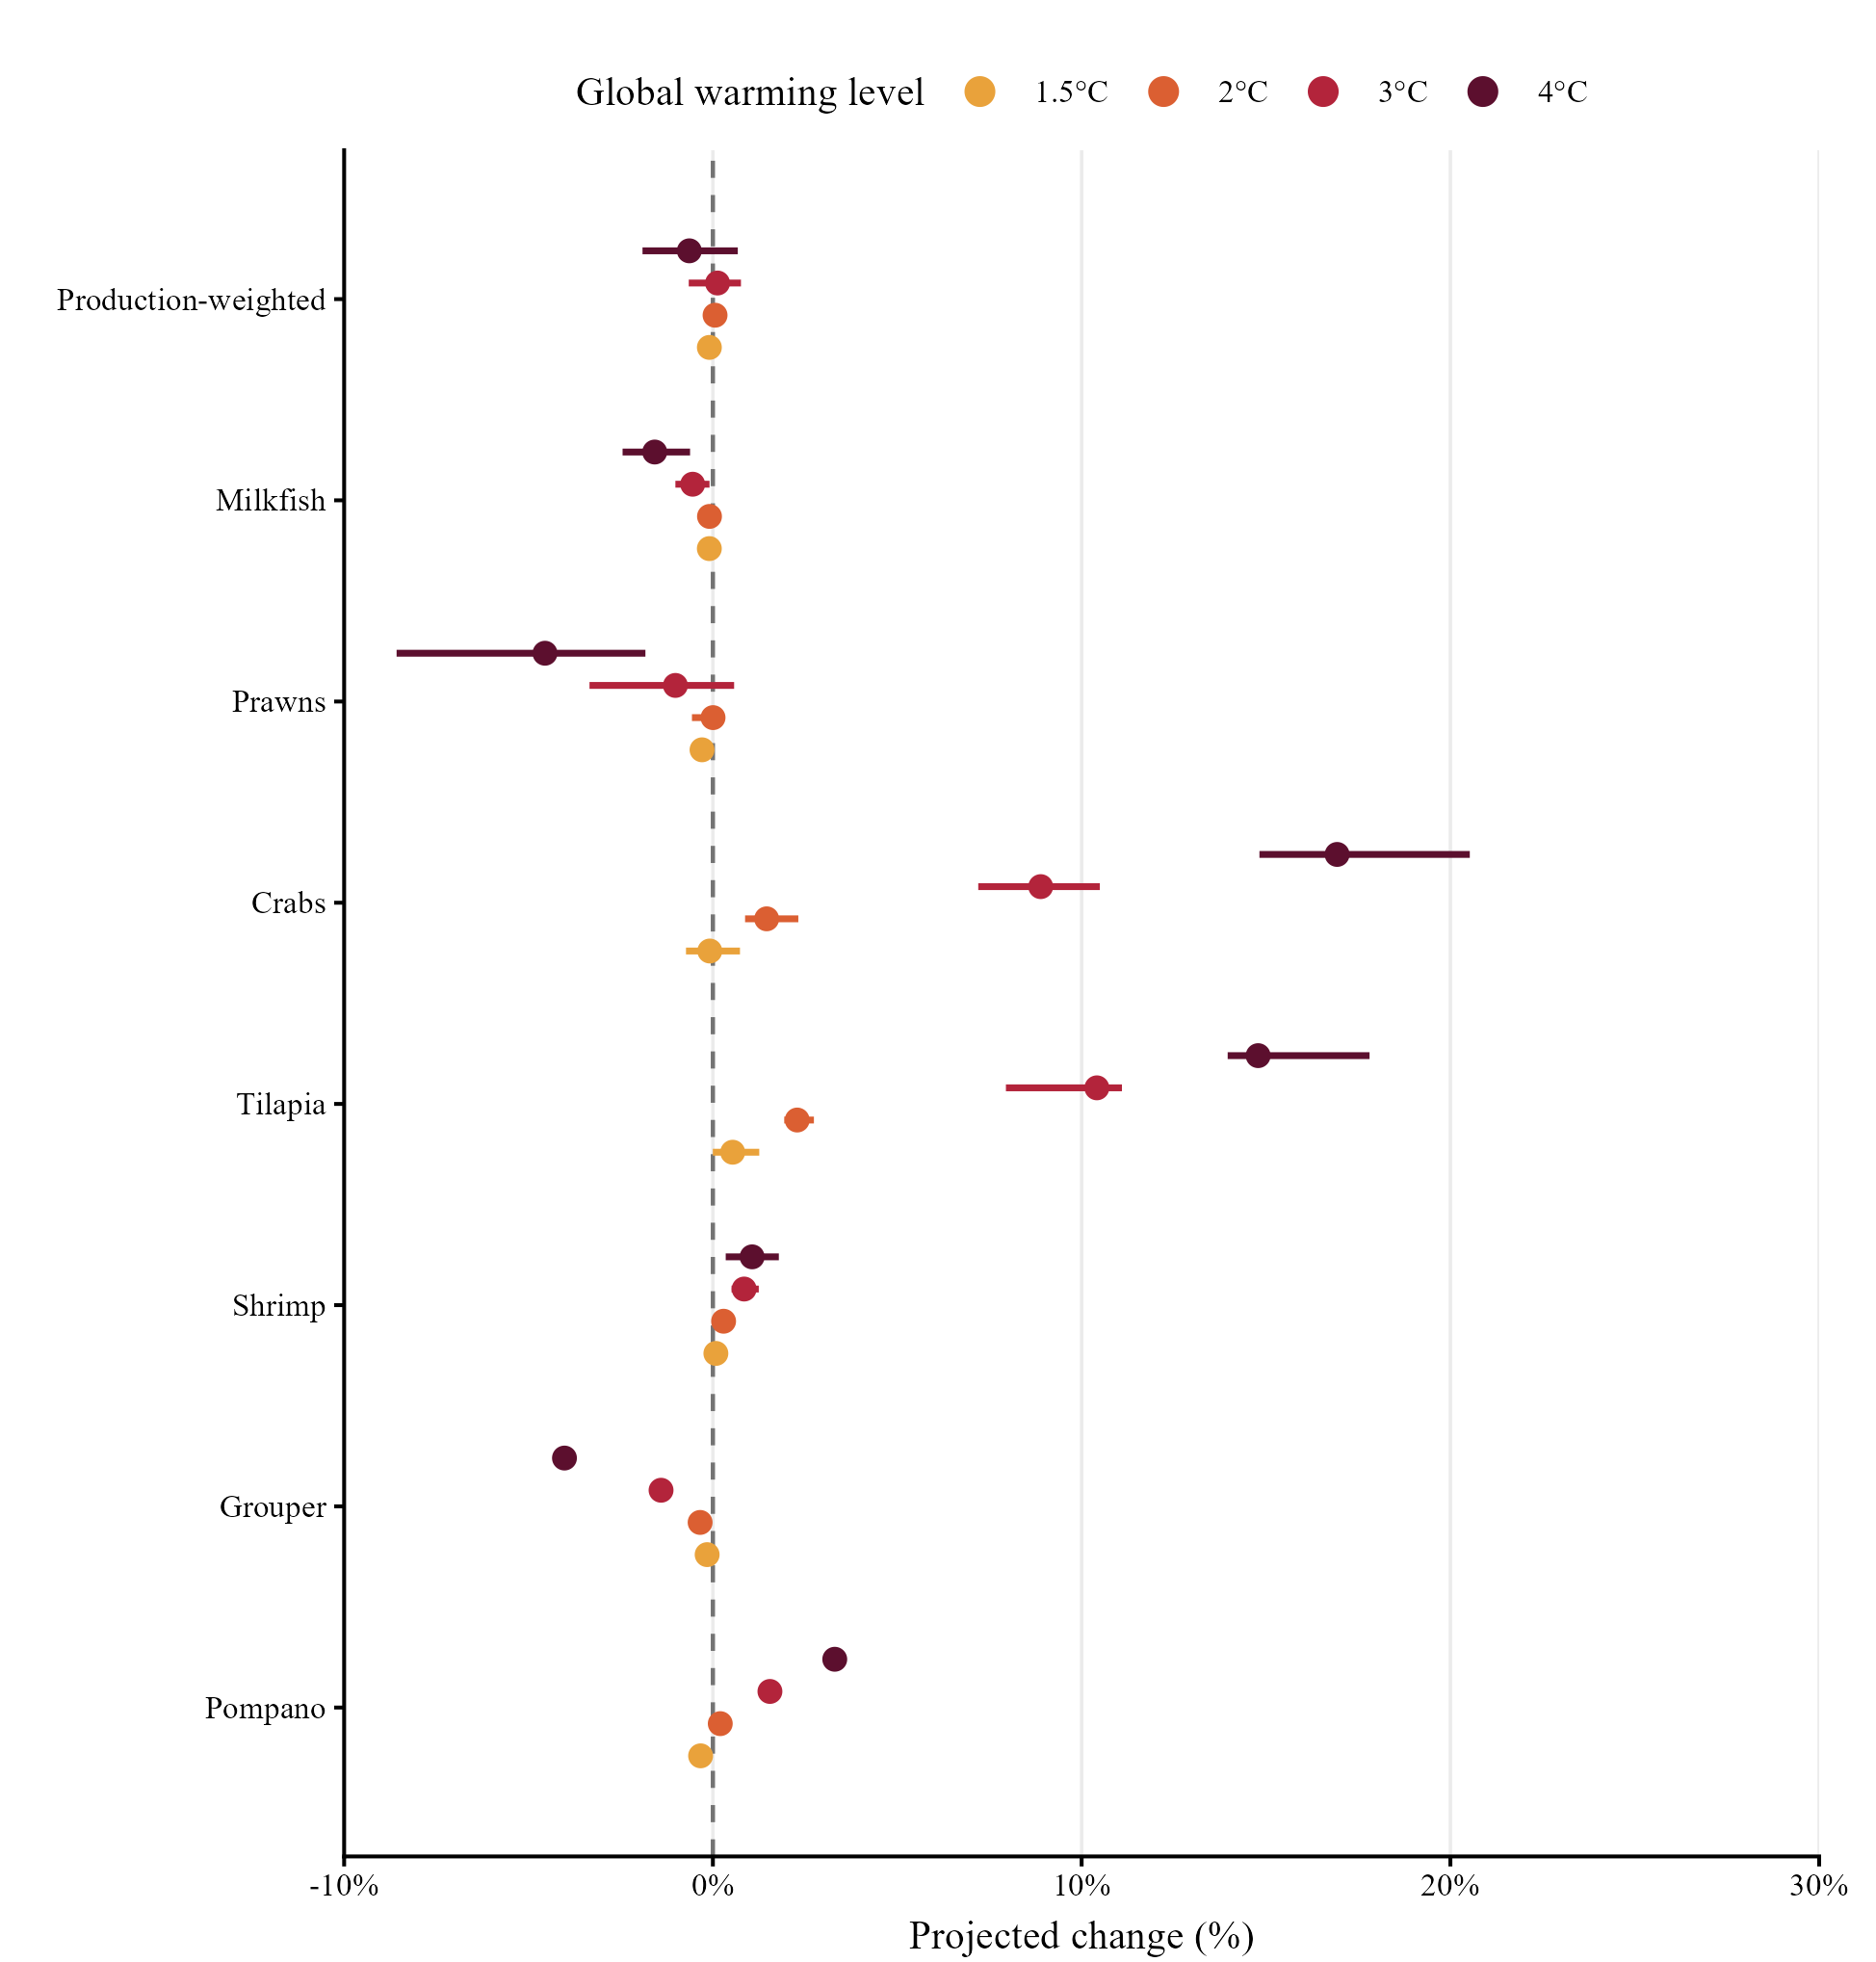 Global warming level 1.5°C 2°C 3°C 4°C
Production-weighted
Milkfish
Prawns
Crabs
Tilapia
Shrimp
Grouper
Pompano
-10% 0% 10% 20% 30%
Projected change (%)